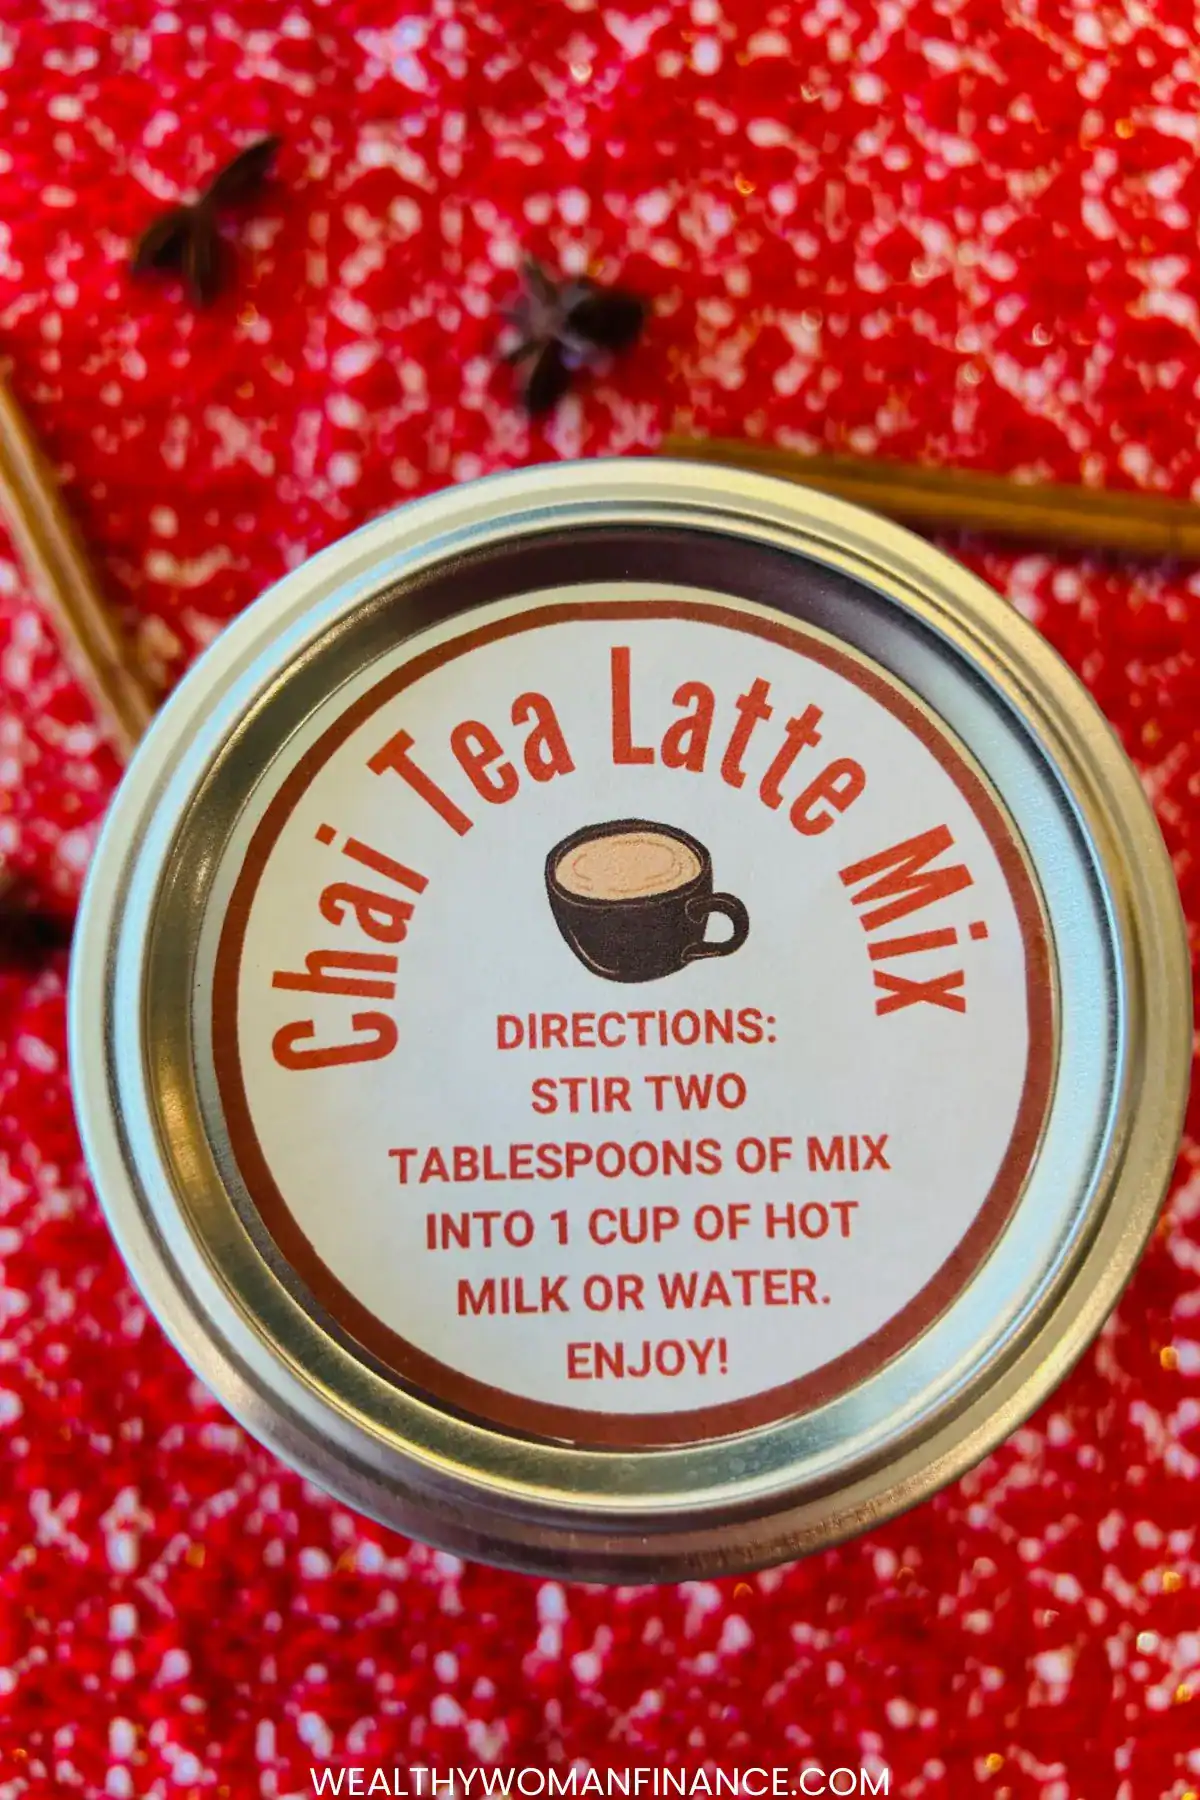 Chai Tea Latte Mix
DIRECTIONS:
STIR TWO
TABLESPOONS OF MIX
INTO 1 CUP OF HOT
MILK OR WATER.
ENJOY!
WEALTHYWOMANFINANCE.COM